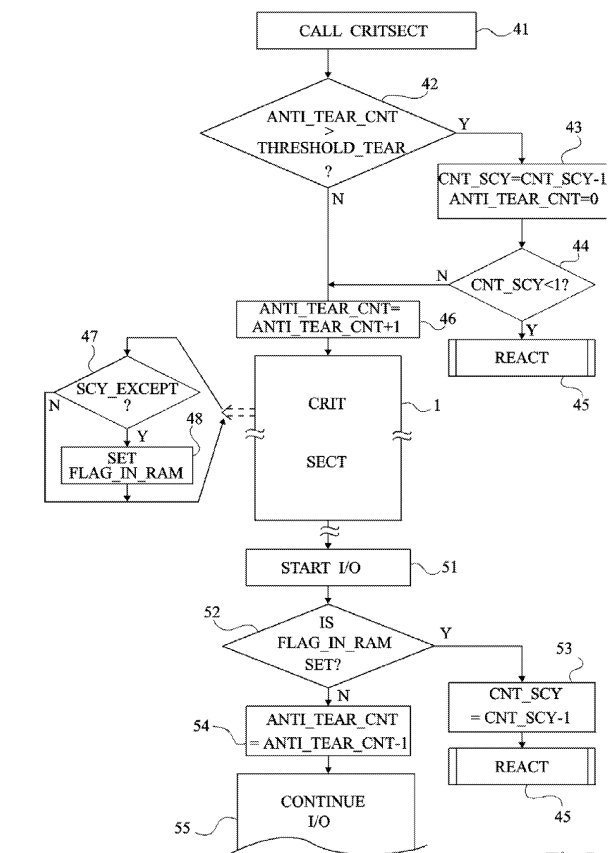 CALL CRITSECT
41
42
ANTI_TEAR_CNT
>
THRESHOLD_TEAR
?
Y
N
43
CNT_SCY=CNT_SCY-1
ANTI_TEAR_CNT=0
44
CNT_SCY<1?
N
Y
REACT
45
ANTI_TEAR_CNT=
ANTI_TEAR_CNT+1
46
47
SCY_EXCEPT
?
N
Y
48
SET
FLAG_IN_RAM
CRIT
SECT
1
START I/O
51
52
IS
FLAG_IN_RAM
SET?
Y
N
53
CNT_SCY
= CNT_SCY-1
REACT
45
54
ANTI_TEAR_CNT
= ANTI_TEAR_CNT-1
CONTINUE
I/O
55